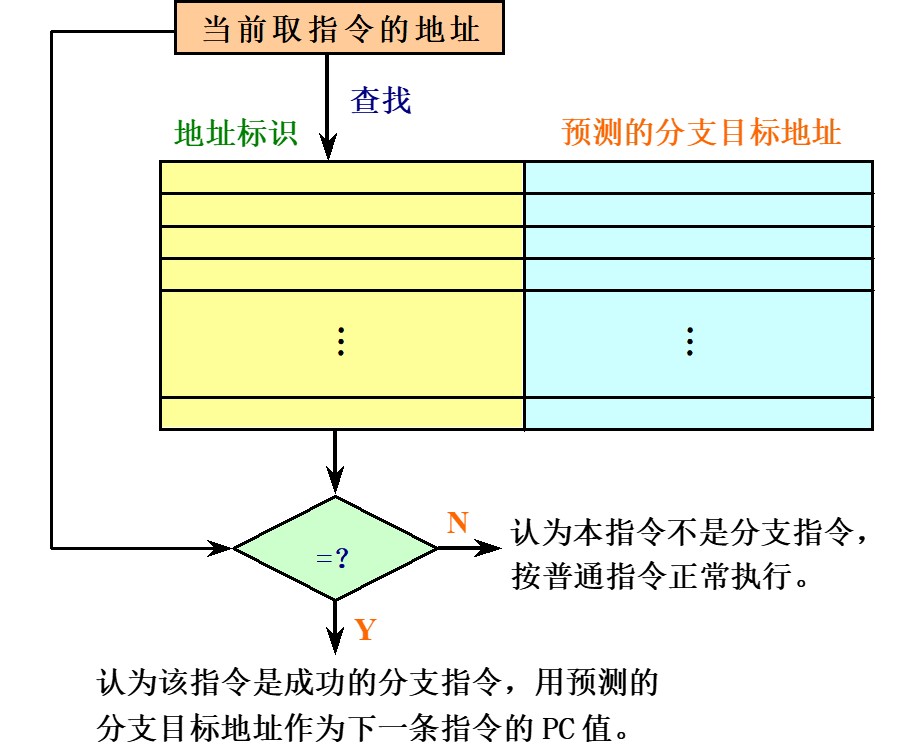 当前取指令的地址
查找
地址标识
预测的分支目标地址
⋮
⋮
=？
N
认为本指令不是分支指令，
按普通指令正常执行。
Y
认为该指令是成功的分支指令，用预测的
分支目标地址作为下一条指令的 PC 值。